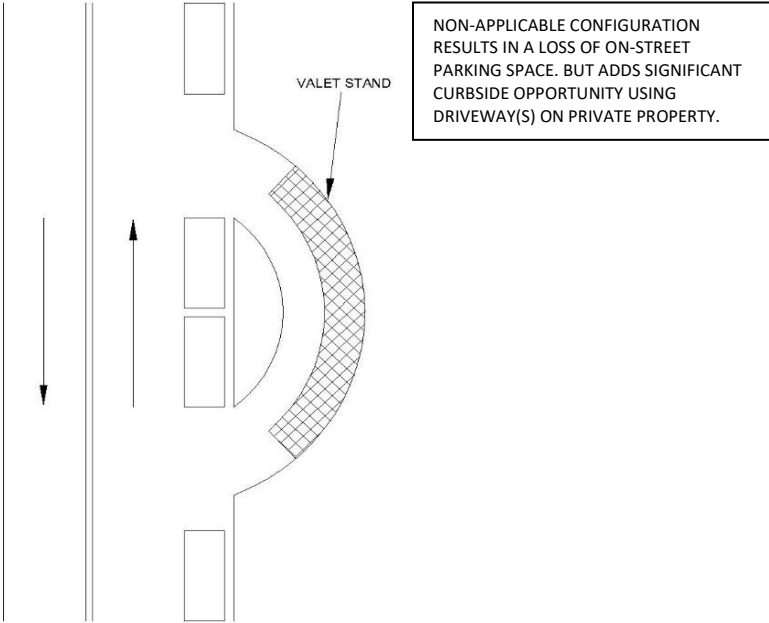 VALET STAND
NON-APPLICABLE CONFIGURATION
RESULTS IN A LOSS OF ON-STREET
PARKING SPACE. BUT ADDS SIGNIFICANT
CURBSIDE OPPORTUNITY USING
DRIVEWAY(S) ON PRIVATE PROPERTY.